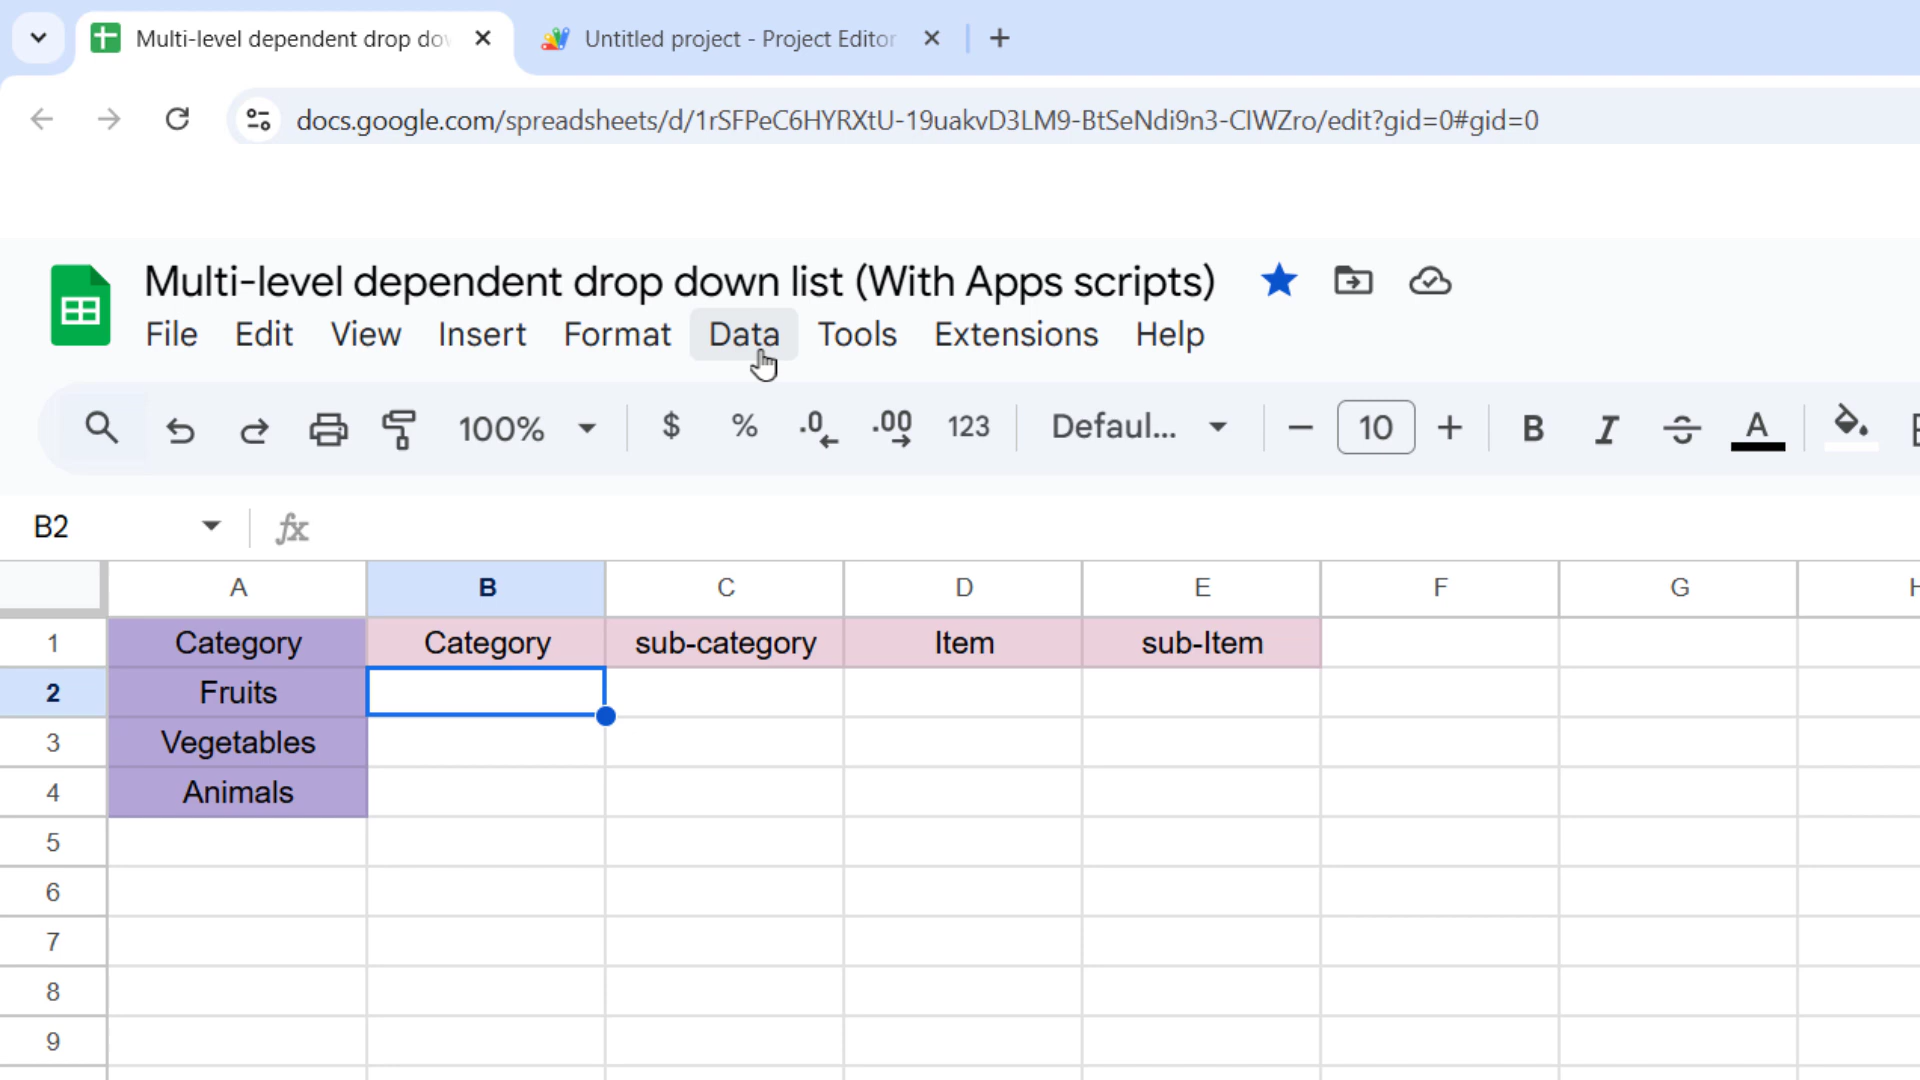 Multi-level dependent drop do
Untitled project - Project Editor
docs.google.com/spreadsheets/d/1rSFPeC6HYRXtU-19uakvD3LM9-BtSeNdi9n3-CIWZro/edit?gid=0#gid=0
Multi-level dependent drop down list (With Apps scripts)
File Edit View Insert Format Data Tools Extensions Help
100% $ % .0 .00 123 Defaul... 10 B I A
B2 fx
A B C D E F G H
1 Category Category sub-category Item sub-Item
2 Fruits
3 Vegetables
4 Animals
5
6
7
8
9